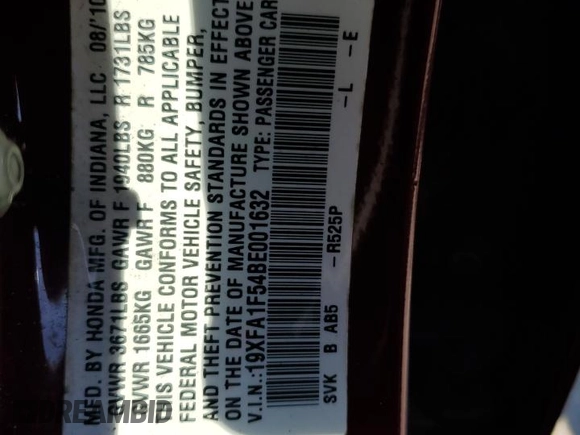 MFD. BY HONDA MFG. OF INDIANA, LLC 08/'10
GVWR 3671LBS GAWR F 1940LBS R 1731LBS
GVWR 1665KG GAWR F 880KG R 785KG
THIS VEHICLE CONFORMS TO ALL APPLICABLE
FEDERAL MOTOR VEHICLE SAFETY, BUMPER,
AND THEFT PREVENTION STANDARDS IN EFFECT
ON THE DATE OF MANUFACTURE SHOWN ABOVE
V.I.N.:19XFA1F54BE001632 TYPE: PASSENGER CAR
SVK B AB5 -R525P -L -E